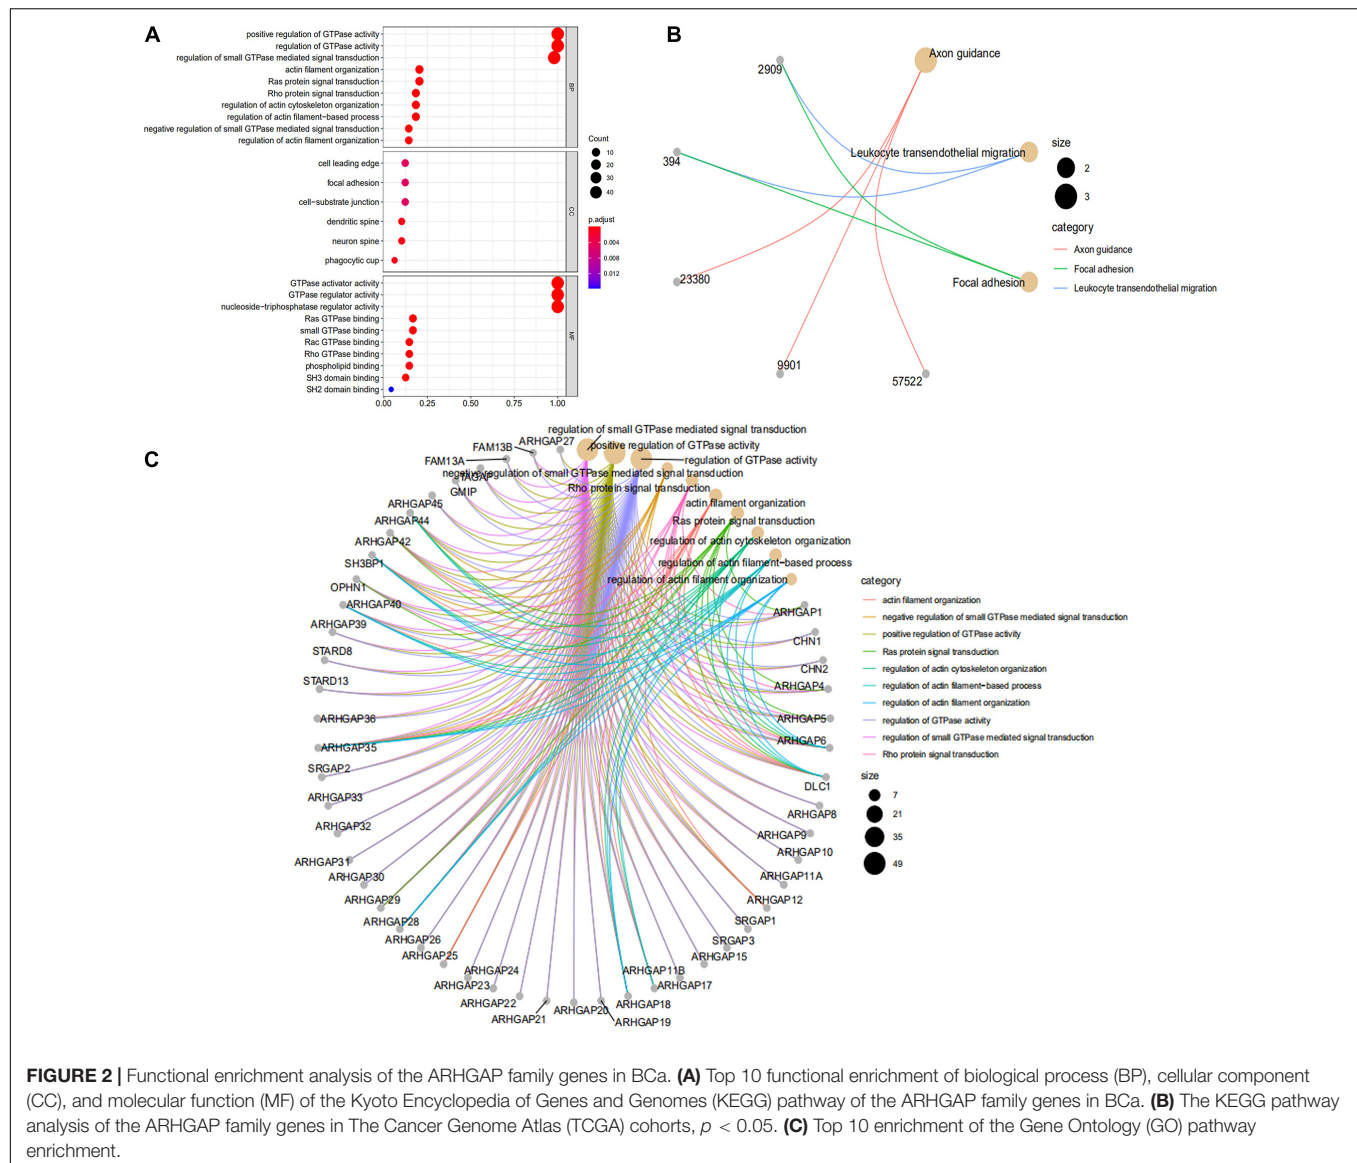 A
positive regulation of GTPase activity
regulation of GTPase activity
regulation of small GTPase mediated signal transduction
actin filament organization
Ras protein signal transduction
Rho protein signal transduction
regulation of actin cytoskeleton organization
regulation of actin filament-based process
negative regulation of small GTPase mediated signal transduction
regulation of actin filament organization
BP
cell leading edge
focal adhesion
cell-substrate junction
dendritic spine
neuron spine
phagocytic cup
CC
GTPase activator activity
GTPase regulator activity
nucleoside-triphosphatase regulator activity
Ras GTPase binding
small GTPase binding
Rac GTPase binding
Rho GTPase binding
phospholipid binding
SH3 domain binding
SH2 domain binding
MF
0.00 0.25 0.50 0.75 1.00
Count
10
20
30
40
p.adjust
0.004
0.008
0.012
B
Axon guidance
2909
Leukocyte transendothelial migration
394
23380
Focal adhesion
9901
57522
size
2
3
category
Axon guidance
Focal adhesion
Leukocyte transendothelial migration
C
regulation of small GTPase mediated signal transduction
positive regulation of GTPase activity
regulation of GTPase activity
negative regulation of small GTPase mediated signal transduction
Rho protein signal transduction
actin filament organization
Ras protein signal transduction
regulation of actin cytoskeleton organization
regulation of actin filament-based process
regulation of actin filament organization
ARHGAP1
CHN1
CHN2
ARHGAP4
ARHGAP5
ARHGAP6
DLC1
ARHGAP8
ARHGAP9
ARHGAP10
ARHGAP11A
ARHGAP12
SRGAP1
SRGAP3
ARHGAP15
ARHGAP11B
ARHGAP17
ARHGAP18
ARHGAP19
ARHGAP20
ARHGAP21
ARHGAP22
ARHGAP23
ARHGAP24
ARHGAP25
ARHGAP26
ARHGAP28
ARHGAP29
ARHGAP30
ARHGAP31
ARHGAP32
ARHGAP33
SRGAP2
ARHGAP35
ARHGAP36
STARD13
STARD8
ARHGAP39
ARHGAP40
OPHN1
SH3BP1
ARHGAP42
ARHGAP44
ARHGAP45
GMIP
TAGAP
FAM13A
FAM13B
ARHGAP27
category
actin filament organization
negative regulation of small GTPase mediated signal transduction
positive regulation of GTPase activity
Ras protein signal transduction
regulation of actin cytoskeleton organization
regulation of actin filament-based process
regulation of actin filament organization
regulation of GTPase activity
regulation of small GTPase mediated signal transduction
Rho protein signal transduction
size
7
21
35
49
FIGURE 2 | Functional enrichment analysis of the ARHGAP family genes in BCa. (A) Top 10 functional enrichment of biological process (BP), cellular component
(CC), and molecular function (MF) of the Kyoto Encyclopedia of Genes and Genomes (KEGG) pathway of the ARHGAP family genes in BCa. (B) The KEGG pathway
analysis of the ARHGAP family genes in The Cancer Genome Atlas (TCGA) cohorts, p < 0.05. (C) Top 10 enrichment of the Gene Ontology (GO) pathway
enrichment.